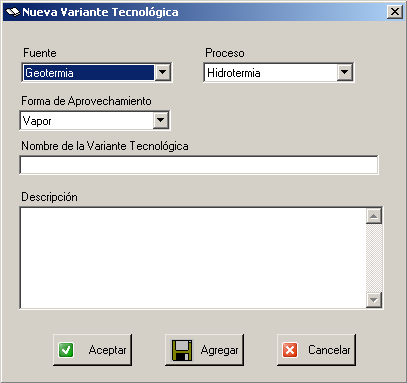 Nueva Variante Tecnológica
Fuente
Proceso
Geotermia
Hidrotermia
Forma de Aprovechamiento
Vapor
Nombre de la Variante Tecnológica
Descripción
Aceptar
Agregar
Cancelar